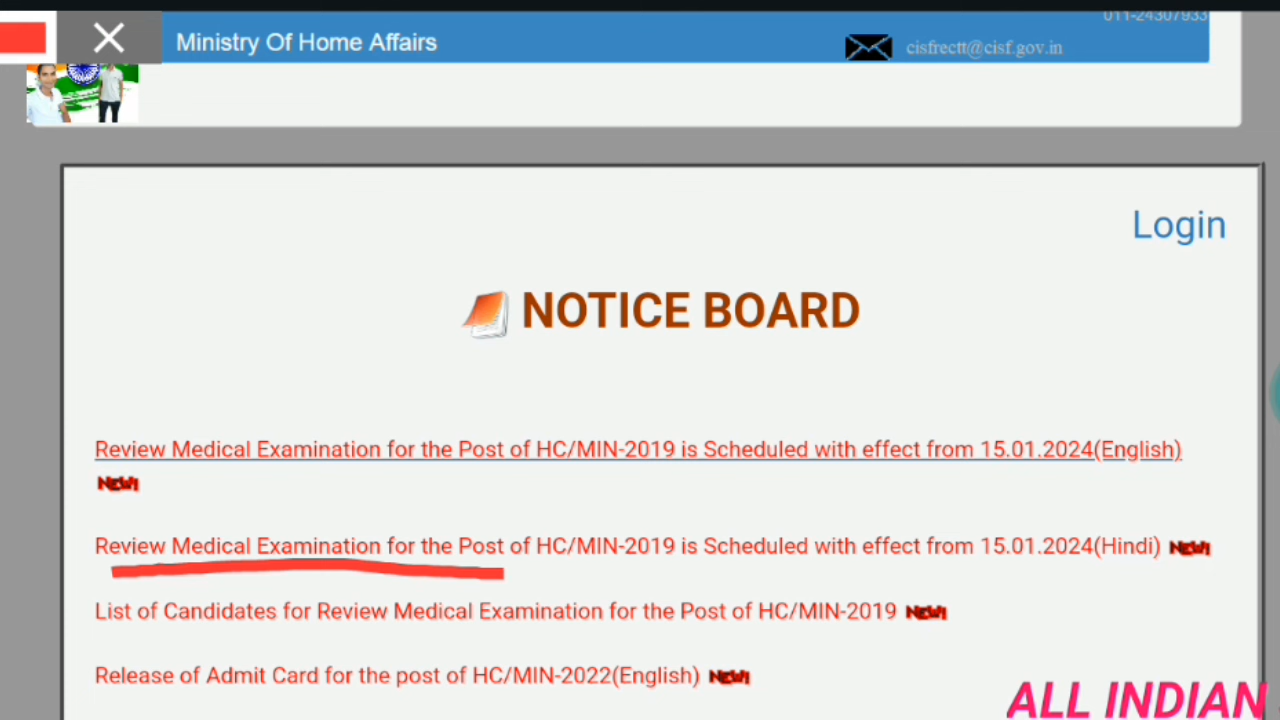 011-24307933
Ministry Of Home Affairs
cisfrectt@cisf.gov.in
Login
NOTICE BOARD
Review Medical Examination for the Post of HC/MIN-2019 is Scheduled with effect from 15.01.2024(English)
NEW!
Review Medical Examination for the Post of HC/MIN-2019 is Scheduled with effect from 15.01.2024(Hindi) NEW!
List of Candidates for Review Medical Examination for the Post of HC/MIN-2019 NEW!
Release of Admit Card for the post of HC/MIN-2022(English) NEW!
ALL INDIAN